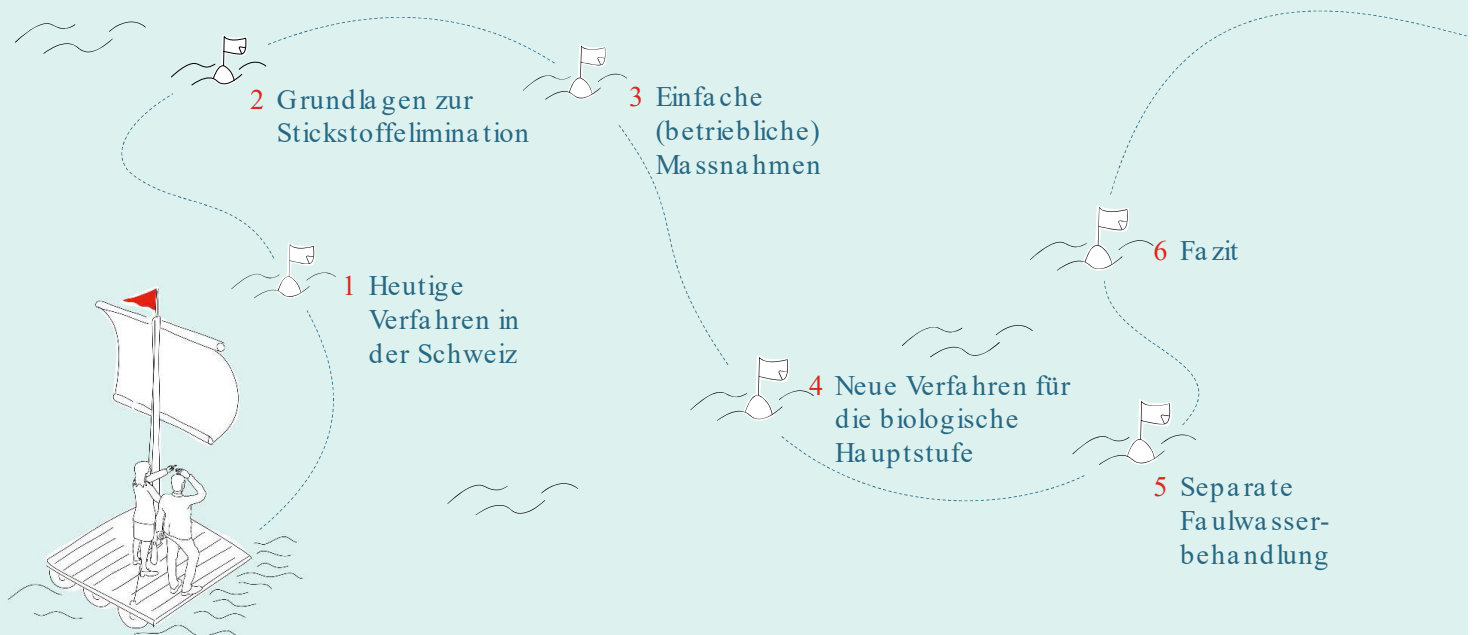 1 Heutige
Verfahren in
der Schweiz
2 Grundlagen zur
Stickstoffelimination
3 Einfache
(betriebliche)
Massnahmen
4 Neue Verfahren für
die biologische
Hauptstufe
5 Separate
Faulwasser-
behandlung
6 Fazit